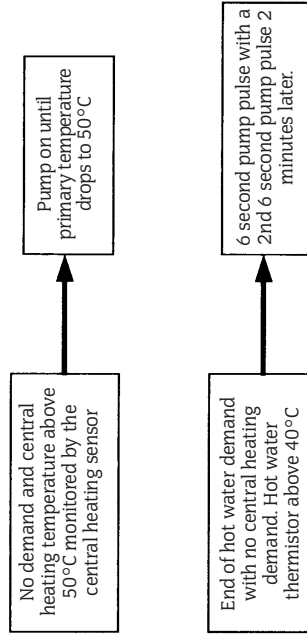 No demand and central
heating temperature above
50°C monitored by the
central heating sensor
Pump on until
primary temperature
drops to 50°C
End of hot water demand
with no central heating
demand. Hot water
thermistor above 40°C
6 second pump pulse with a
2nd 6 second pump pulse 2
minutes later.